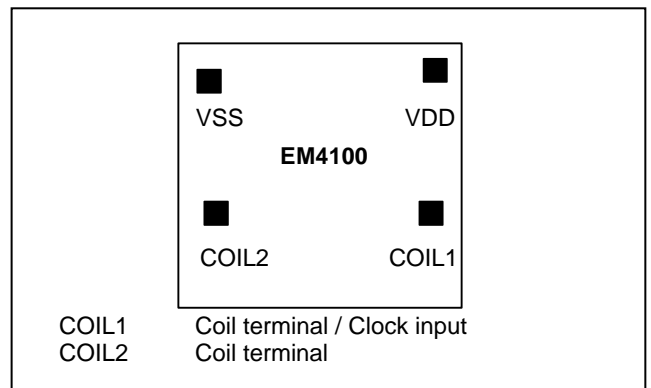 VSS VDD
EM4100
COIL2 COIL1
COIL1 Coil terminal / Clock input
COIL2 Coil terminal